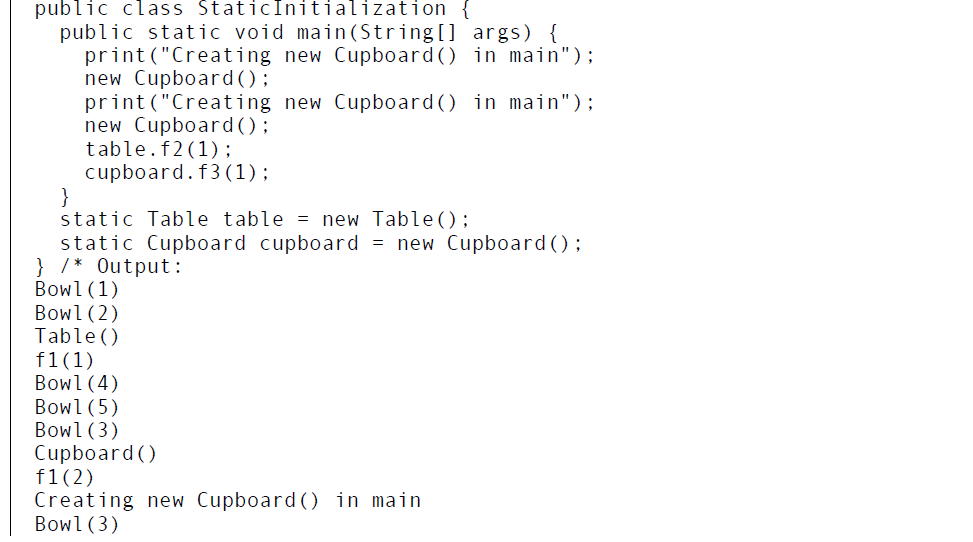 public class StaticInitialization {
public static void main(String[] args) {
print("Creating new Cupboard() in main");
new Cupboard();
print("Creating new Cupboard() in main");
new Cupboard();
table.f2(1);
cupboard.f3(1);
}
static Table table = new Table();
static Cupboard cupboard = new Cupboard();
} /* Output:
Bowl(1)
Bowl(2)
Table()
f1(1)
Bowl(4)
Bowl(5)
Bowl(3)
Cupboard()
f1(2)
Creating new Cupboard() in main
Bowl(3)